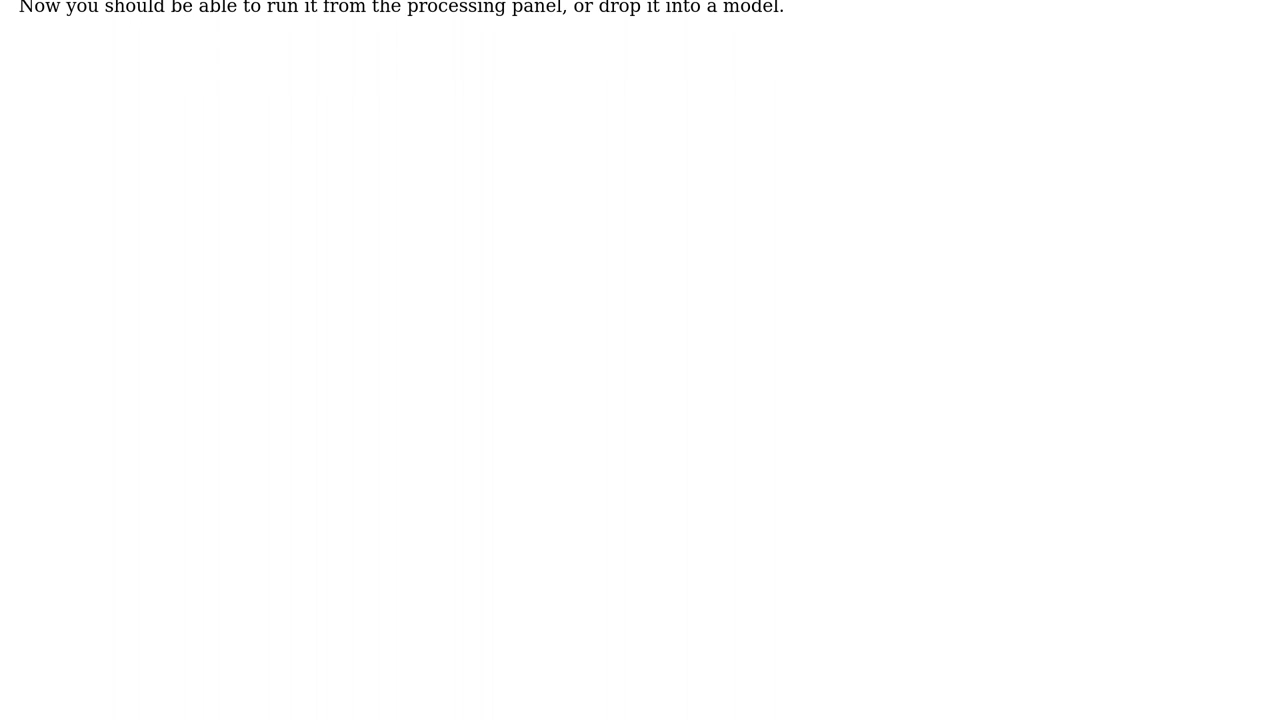 Now you should be able to run it from the processing panel, or drop it into a model.